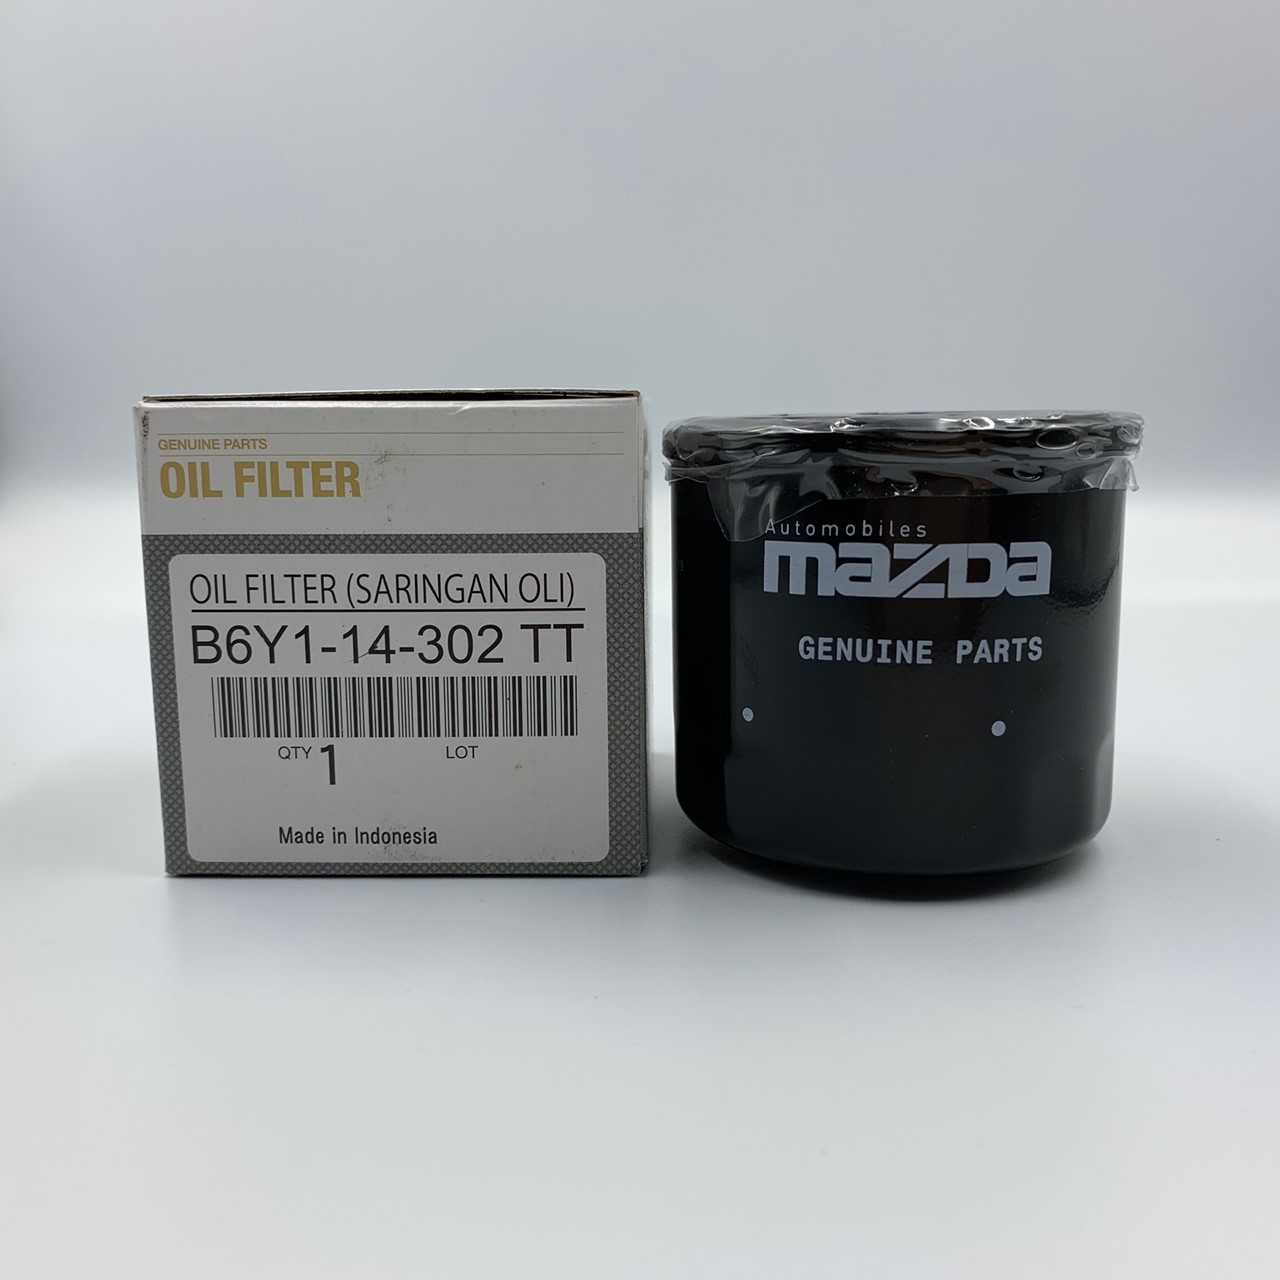 GENUINE PARTS
OIL FILTER
OIL FILTER (SARINGAN OLI)
B6Y1-14-302 TT
QTY 1 LOT
Made in Indonesia
Automobiles
mazda
GENUINE PARTS